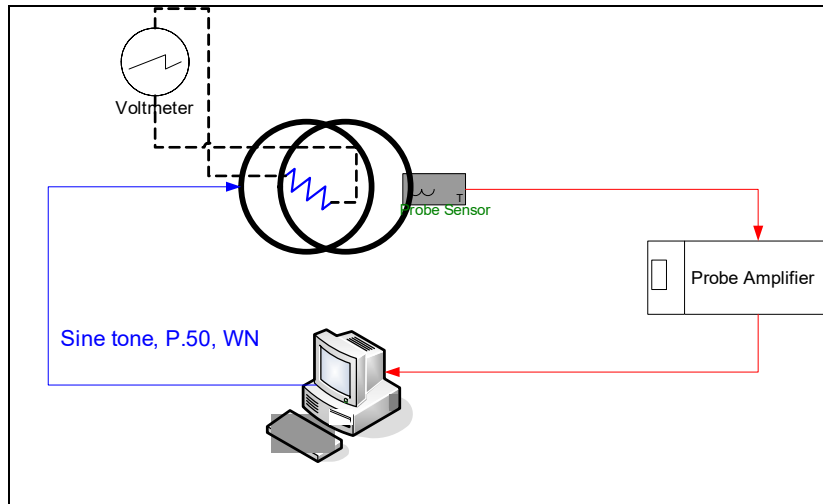 Voltmeter
T
Probe Sensor
Probe Amplifier
Sine tone, P.50, WN